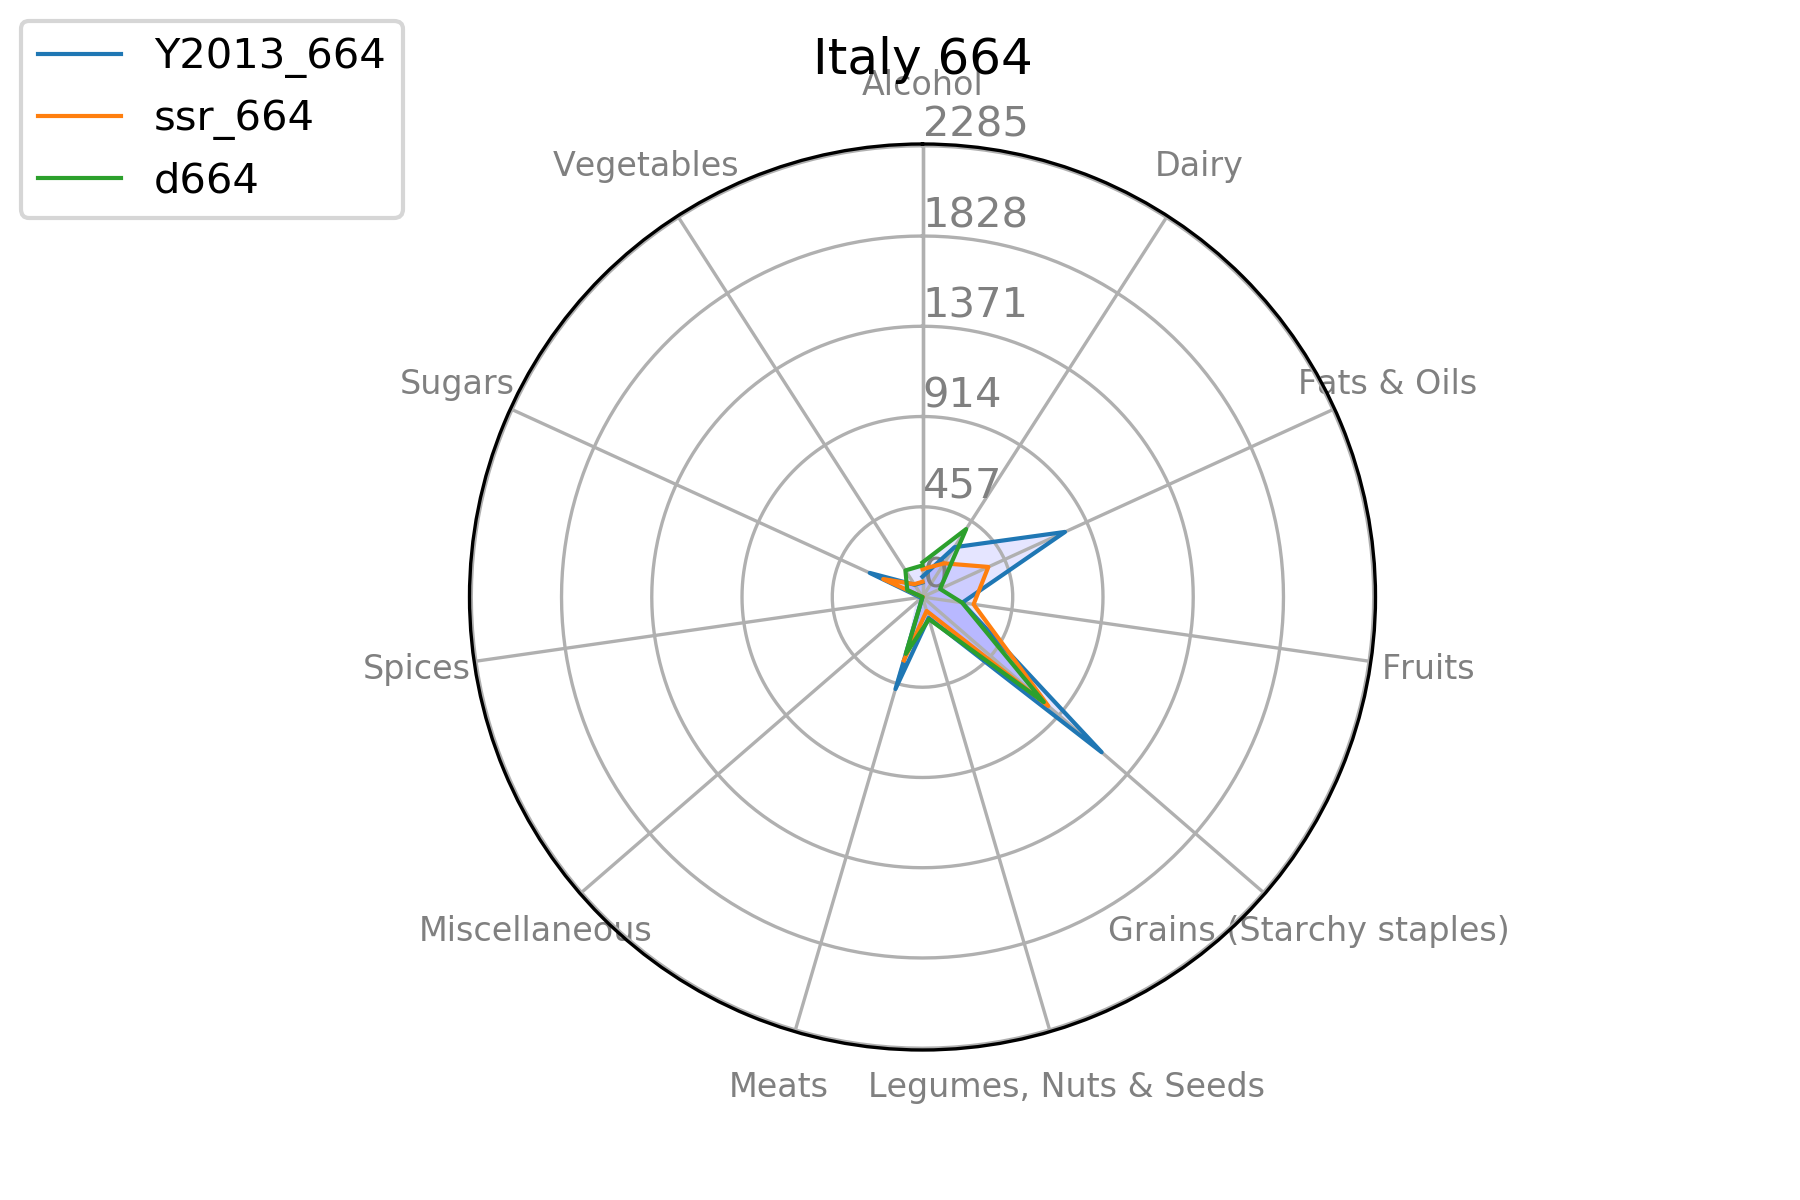 Y2013_664
ssr_664
d664
Italy 664
Alcohol
2285
Vegetables
Dairy
1828
1371
Sugars
Fats & Oils
914
457
0
Spices
Fruits
Miscellaneous
Grains (Starchy staples)
Meats
Legumes, Nuts & Seeds